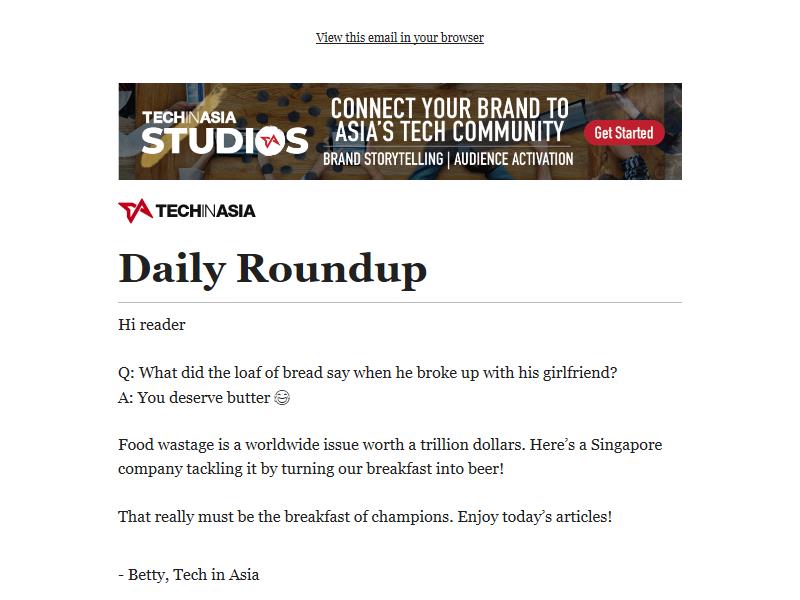 View this email in your browser
TECHINASIA
STUDIOS
CONNECT YOUR BRAND TO
ASIA'S TECH COMMUNITY
BRAND STORYTELLING | AUDIENCE ACTIVATION
Get Started
TECHINASIA
Daily Roundup
Hi reader
Q: What did the loaf of bread say when he broke up with his girlfriend?
A: You deserve butter 😂
Food wastage is a worldwide issue worth a trillion dollars. Here’s a Singapore
company tackling it by turning our breakfast into beer!
That really must be the breakfast of champions. Enjoy today’s articles!
- Betty, Tech in Asia